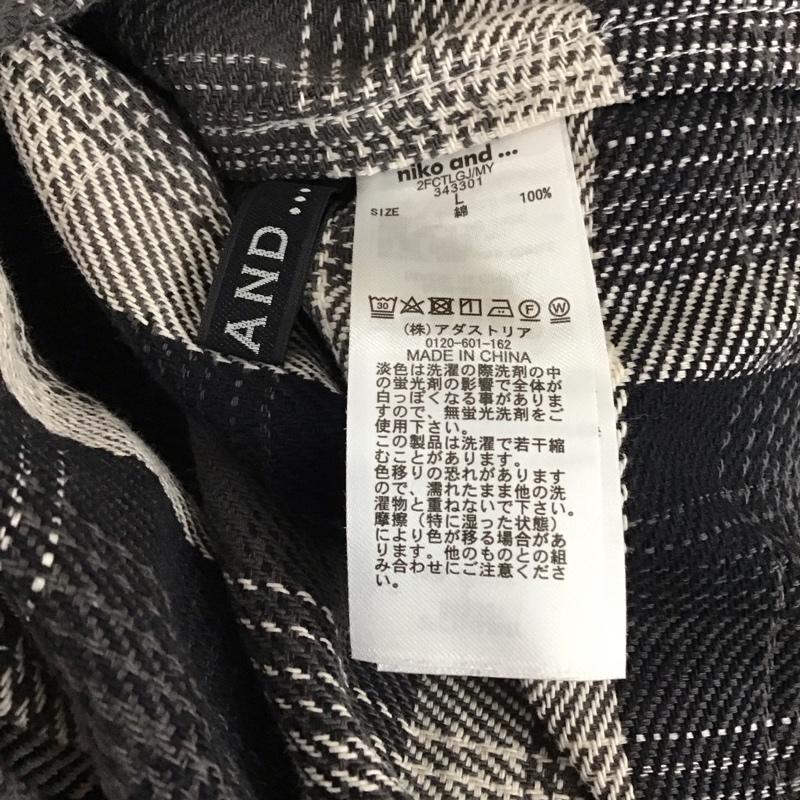 niko and ...
2FCTLGJ/MY
343301
SIZE L
綿 100%
AND ...
30 F W
(株)アダストリア
0120-601-162
MADE IN CHINA
淡色は洗濯の際洗剤の中
の蛍光剤の影響で全体が
白っぽくなる事がありま
すので、無蛍光洗剤をご
使用下さい。
この製品は洗濯で若干縮
むことがあります。
色移りの恐れがあります
ので、濡れたまま他の洗
濯物と重ねないで下さい。
摩擦（特に湿った状態）
により色が移る場合があ
ります。他のものとの組
み合わせにご注意くださ
い。